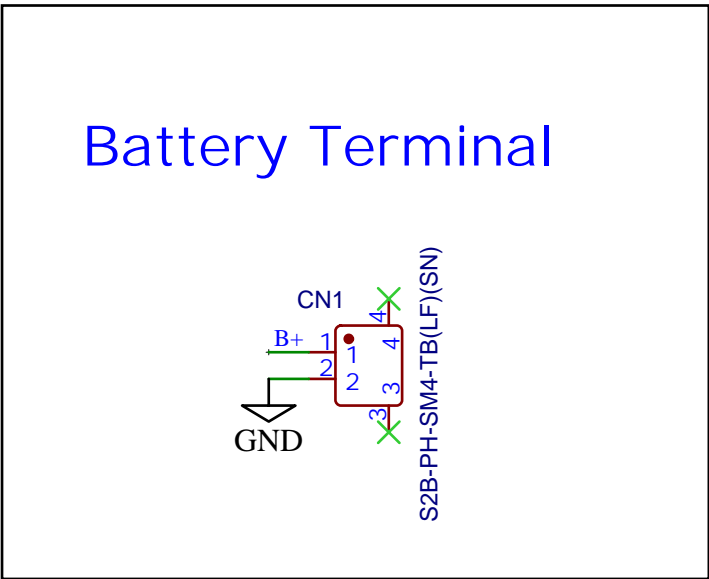 Battery Terminal
CN1
B+
1
2
1
2
4
4
3
3
GND
S2B-PH-SM4-TB(LF)(SN)